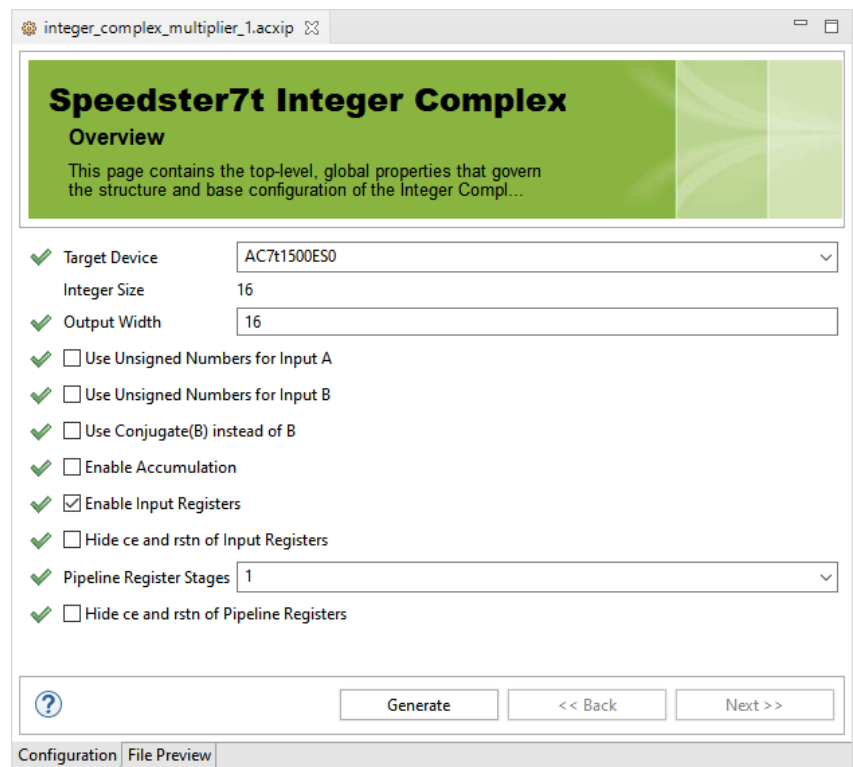 integer_complex_multiplier_1.acxip
Speedster7t Integer Complex
Overview
This page contains the top-level, global properties that govern
the structure and base configuration of the Integer Compl...
Target Device AC7t1500ES0
Integer Size 16
Output Width 16
Use Unsigned Numbers for Input A
Use Unsigned Numbers for Input B
Use Conjugate(B) instead of B
Enable Accumulation
Enable Input Registers
Hide ce and rstn of Input Registers
Pipeline Register Stages 1
Hide ce and rstn of Pipeline Registers
? Generate << Back Next >>
Configuration File Preview